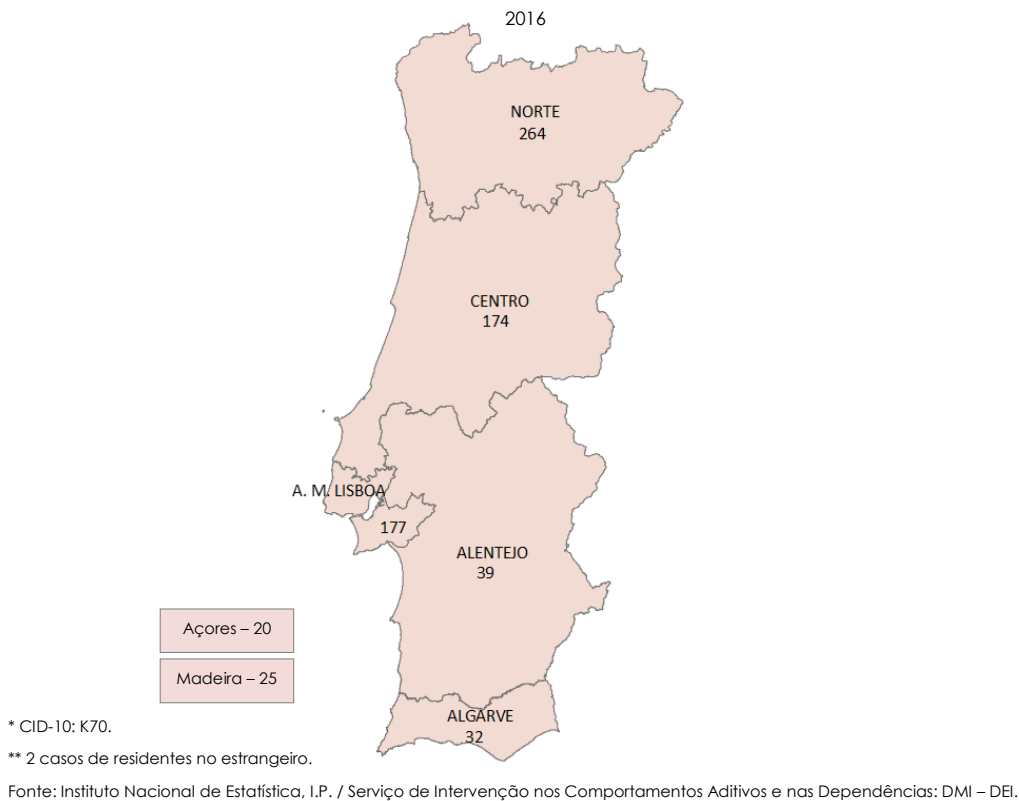 2016
NORTE
264
CENTRO
174
A. M. LISBOA
177
ALENTEJO
39
Açores – 20
Madeira – 25
ALGARVE
32
* CID-10: K70.
** 2 casos de residentes no estrangeiro.
Fonte: Instituto Nacional de Estatística, I.P. / Serviço de Intervenção nos Comportamentos Aditivos e nas Dependências: DMI – DEI.